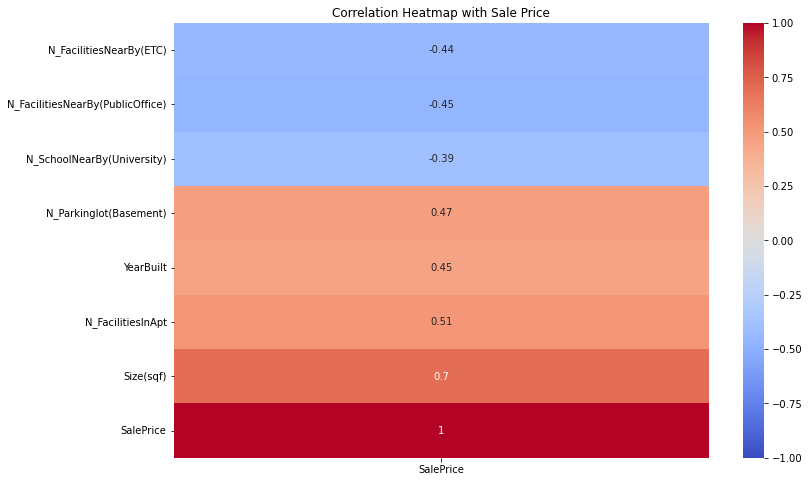 Correlation Heatmap with Sale Price
N_FacilitiesNearBy(ETC)
-0.44
N_FacilitiesNearBy(PublicOffice)
-0.45
N_SchoolNearBy(University)
-0.39
N_Parkinglot(Basement)
0.47
YearBuilt
0.45
N_FacilitiesInApt
0.51
Size(sqf)
0.7
SalePrice
1
SalePrice
1.00
0.75
0.50
0.25
0.00
−0.25
−0.50
−0.75
−1.00